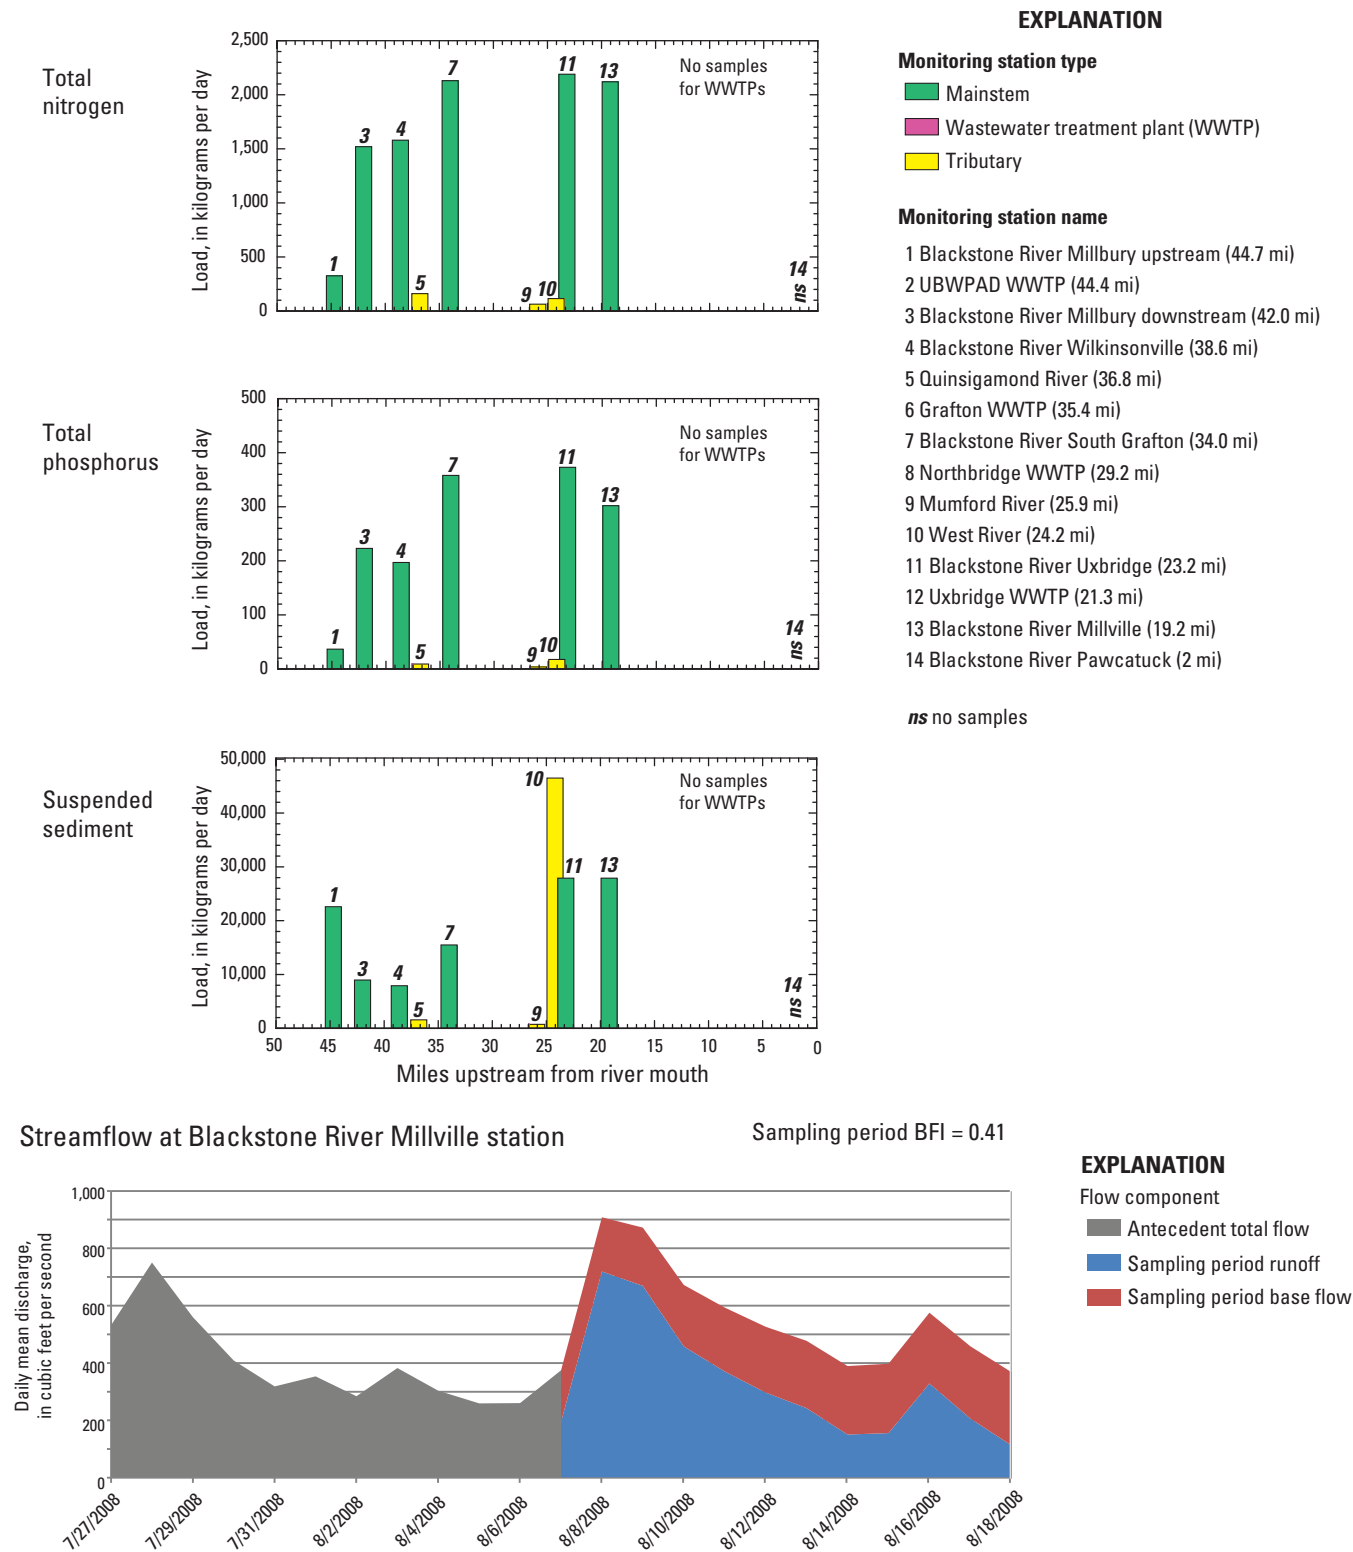 EXPLANATION
Monitoring station type
Mainstem
Wastewater treatment plant (WWTP)
Tributary
Monitoring station name
1 Blackstone River Millbury upstream (44.7 mi)
2 UBWPAD WWTP (44.4 mi)
3 Blackstone River Millbury downstream (42.0 mi)
4 Blackstone River Wilkinsonville (38.6 mi)
5 Quinsigamond River (36.8 mi)
6 Grafton WWTP (35.4 mi)
7 Blackstone River South Grafton (34.0 mi)
8 Northbridge WWTP (29.2 mi)
9 Mumford River (25.9 mi)
10 West River (24.2 mi)
11 Blackstone River Uxbridge (23.2 mi)
12 Uxbridge WWTP (21.3 mi)
13 Blackstone River Millville (19.2 mi)
14 Blackstone River Pawcatuck (2 mi)
ns no samples
Total
nitrogen
Load, in kilograms per day
2,500
2,000
1,500
1,000
500
0
1
3
4
5
7
9
10
11
13
14
ns
No samples
for WWTPs
Total
phosphorus
Load, in kilograms per day
500
400
300
200
100
0
1
3
4
5
7
9
10
11
13
14
ns
No samples
for WWTPs
Suspended
sediment
Load, in kilograms per day
50,000
40,000
30,000
20,000
10,000
0
1
3
4
5
7
9
10
11
13
14
ns
No samples
for WWTPs
50 45 40 35 30 25 20 15 10 5 0
Miles upstream from river mouth
Streamflow at Blackstone River Millville station
Sampling period BFI = 0.41
Daily mean discharge,
in cubic feet per second
1,000
800
600
400
200
0
7/27/2008 7/29/2008 7/31/2008 8/2/2008 8/4/2008 8/6/2008 8/8/2008 8/10/2008 8/12/2008 8/14/2008 8/16/2008 8/18/2008
EXPLANATION
Flow component
Antecedent total flow
Sampling period runoff
Sampling period base flow